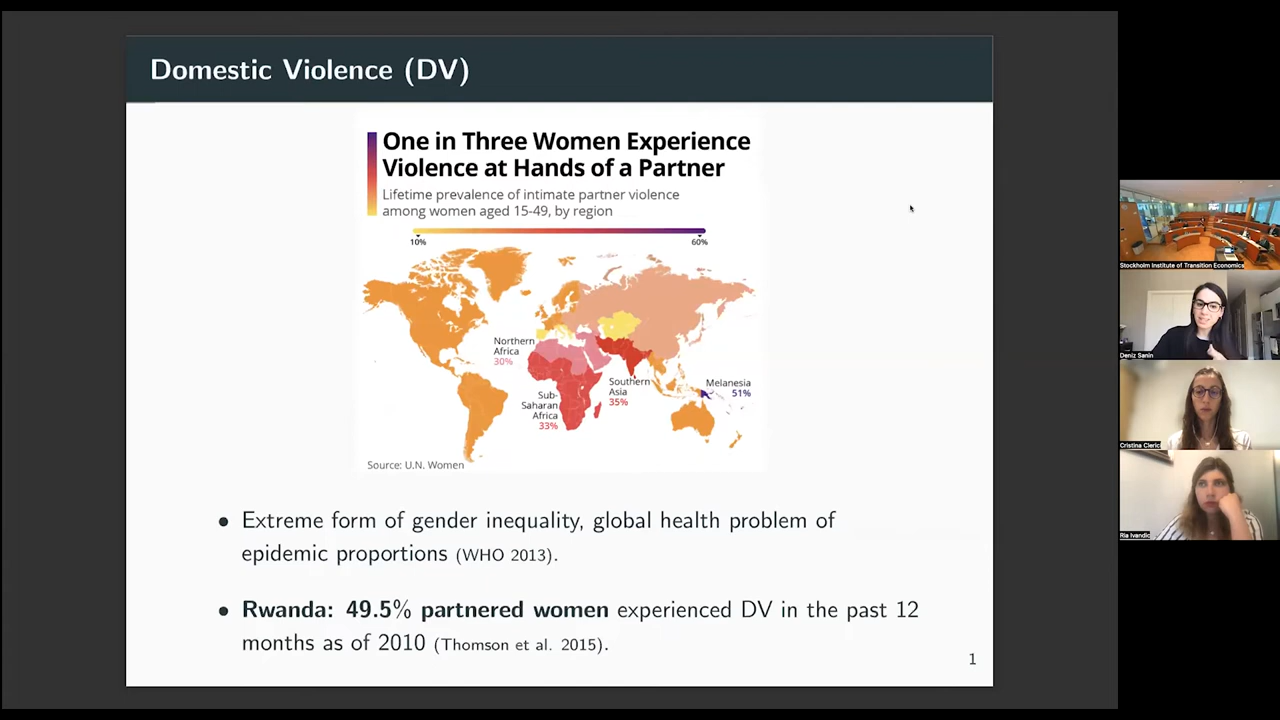 Domestic Violence (DV)
One in Three Women Experience
Violence at Hands of a Partner
Lifetime prevalence of intimate partner violence
among women aged 15-49, by region
10%
60%
Northern
Africa
30%
Sub-
Saharan
Africa
33%
Southern
Asia
35%
Melanesia
51%
Source: U.N. Women
• Extreme form of gender inequality, global health problem of
epidemic proportions (WHO 2013).
• Rwanda: 49.5% partnered women experienced DV in the past 12
months as of 2010 (Thomson et al. 2015).
1
Stockholm Institute of Transition Economics
Deniz Sanin
Cristina Clerici
Ria Ivandic